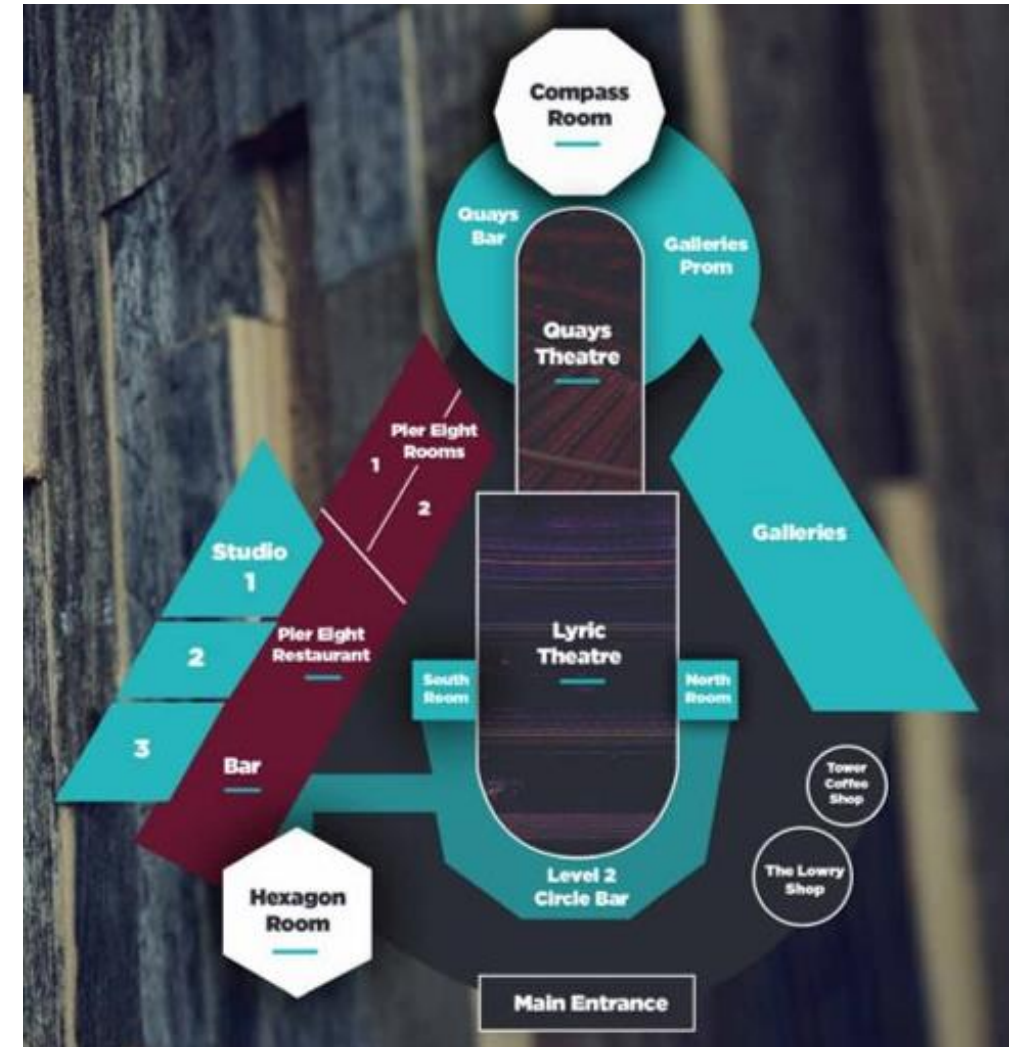 Compass
Room
Quays
Bar
Galleries
Prom
Quays
Theatre
Pier Eight
Rooms
1
2
Galleries
Studio
1
2
3
Pier Eight
Restaurant
Bar
Lyric
Theatre
South
Room
North
Room
Tower
Coffee
Shop
The Lowry
Shop
Level 2
Circle Bar
Hexagon
Room
Main Entrance